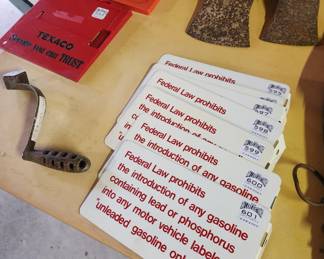 TEXACO
TRUST
Federal Law prohibits
Federal Law prohibits
Federal Law prohibits
the introduction of
Federal Law prohibits
the introduction of any gasoline
600
Federal Law prohibits
the introduction of any gasoline
containing lead or phosphorus
into any motor vehicle labeled
"unleaded gasoline only
601